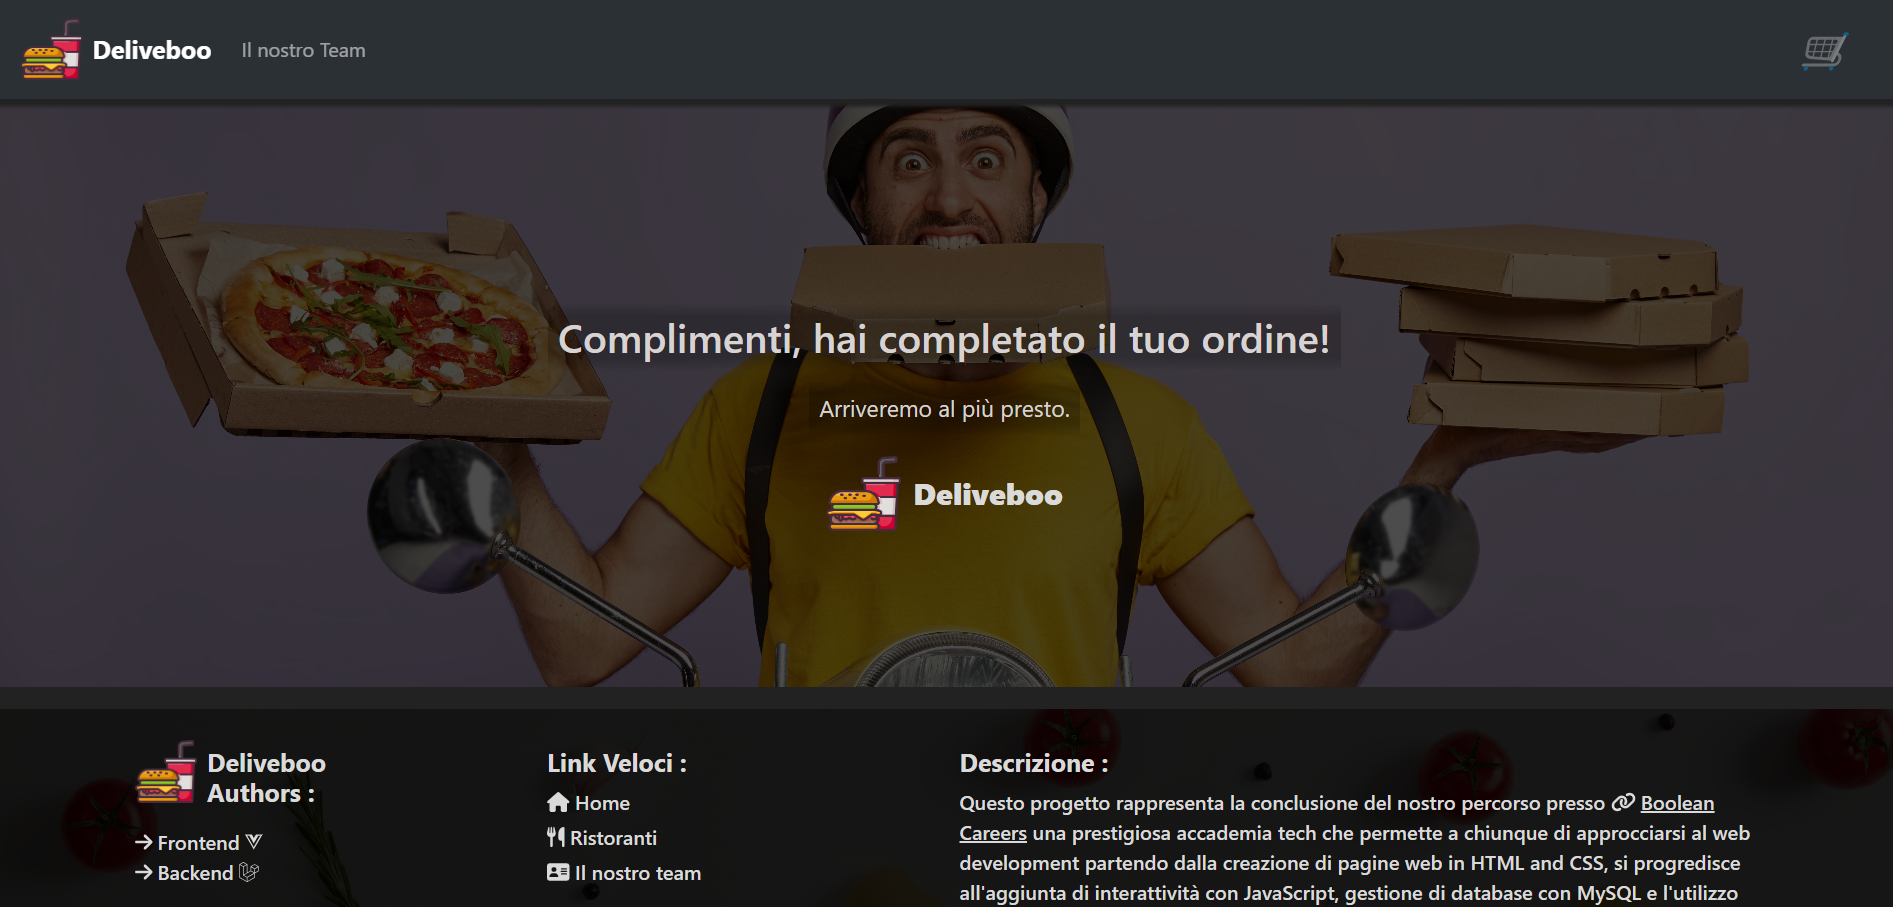 Deliveboo
Il nostro Team
Complimenti, hai completato il tuo ordine!
Arriveremo al più presto.
Deliveboo
Deliveboo
Authors :
Frontend
Backend
Link Veloci :
Home
Ristoranti
Il nostro team
Descrizione :
Questo progetto rappresenta la conclusione del nostro percorso presso Boolean
Careers una prestigiosa accademia tech che permette a chiunque di approcciarsi al web
development partendo dalla creazione di pagine web in HTML and CSS, si progredisce
all'aggiunta di interattività con JavaScript, gestione di database con MySQL e l'utilizzo